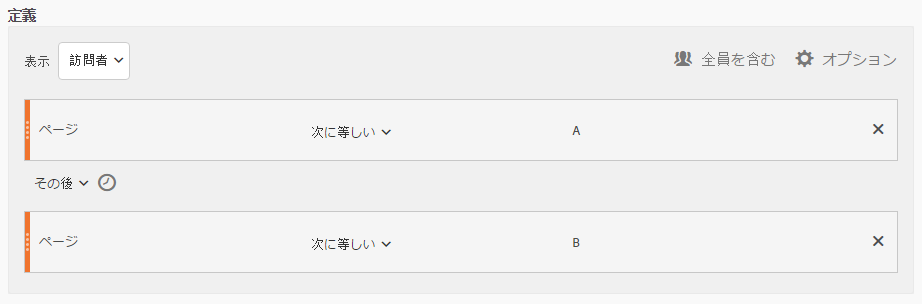 定義
表示 訪問者 全員を含む オプション
ページ 次に等しい A
その後
ページ 次に等しい B